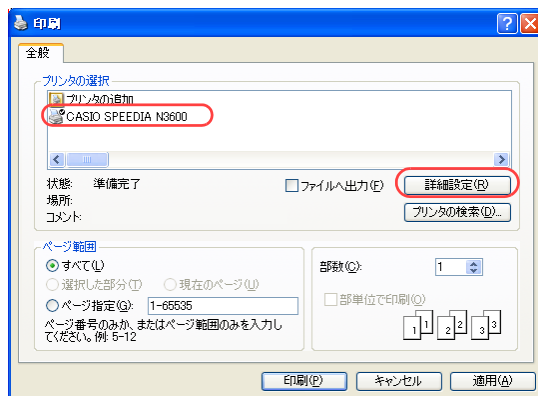 印刷
全般
プリンタの選択
プリンタの追加
CASIO SPEEDIA N3600
状態: 準備完了
ファイルへ出力(F)
詳細設定(R)
場所:
コメント:
プリンタの検索(D)...
ページ範囲
すべて(L)
選択した部分(T)
現在のページ(U)
ページ指定(G): 1-65535
ページ番号のみか、またはページ範囲のみを入力し
てください。例: 5-12
部数(C): 1
部単位で印刷(O)
1 1 2 2 3 3
印刷(P)
キャンセル
適用(A)